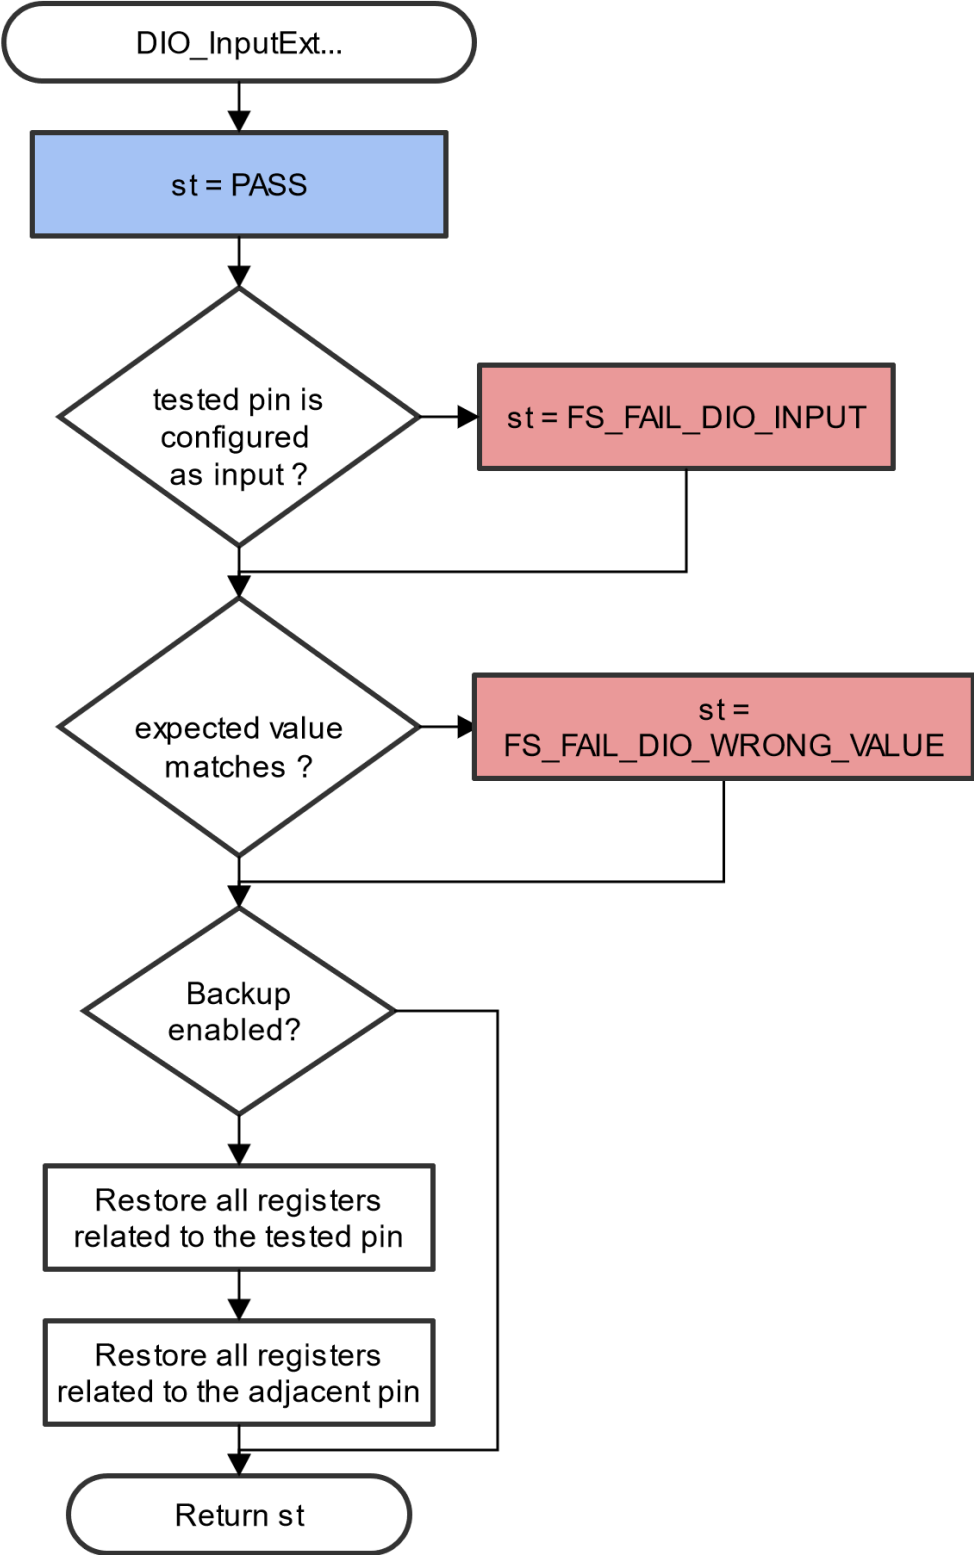 DIO_InputExt...
st = PASS
tested pin is
configured
as input ?
st = FS_FAIL_DIO_INPUT
expected value
matches ?
st =
FS_FAIL_DIO_WRONG_VALUE
Backup
enabled?
Restore all registers
related to the tested pin
Restore all registers
related to the adjacent pin
Return st